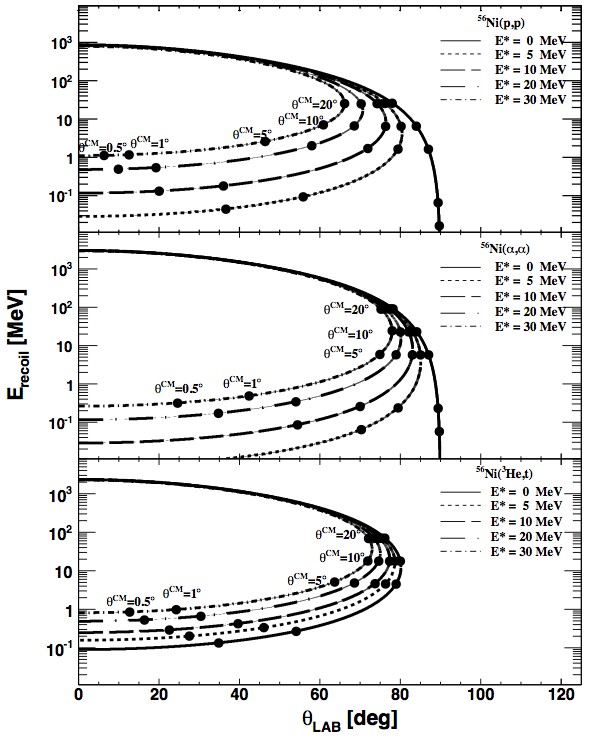 ⁵⁶Ni(p,p)
E* = 0 MeV
E* = 5 MeV
E* = 10 MeV
E* = 20 MeV
E* = 30 MeV
10³
10²
10
1
10⁻¹
θCM=20°
θCM=10°
θCM=5°
θCM=0.5° θCM=1°
⁵⁶Ni(α,α)
E* = 0 MeV
E* = 5 MeV
E* = 10 MeV
E* = 20 MeV
E* = 30 MeV
10³
10²
10
1
10⁻¹
θCM=20°
θCM=10°
θCM=5°
θCM=0.5° θCM=1°
Erecoil [MeV]
⁵⁶Ni(³He,t)
E* = 0 MeV
E* = 5 MeV
E* = 10 MeV
E* = 20 MeV
E* = 30 MeV
10³
10²
10
1
10⁻¹
θCM=20°
θCM=10°
θCM=5°
θCM=0.5° θCM=1°
0 20 40 60 80 100 120
θLAB [deg]